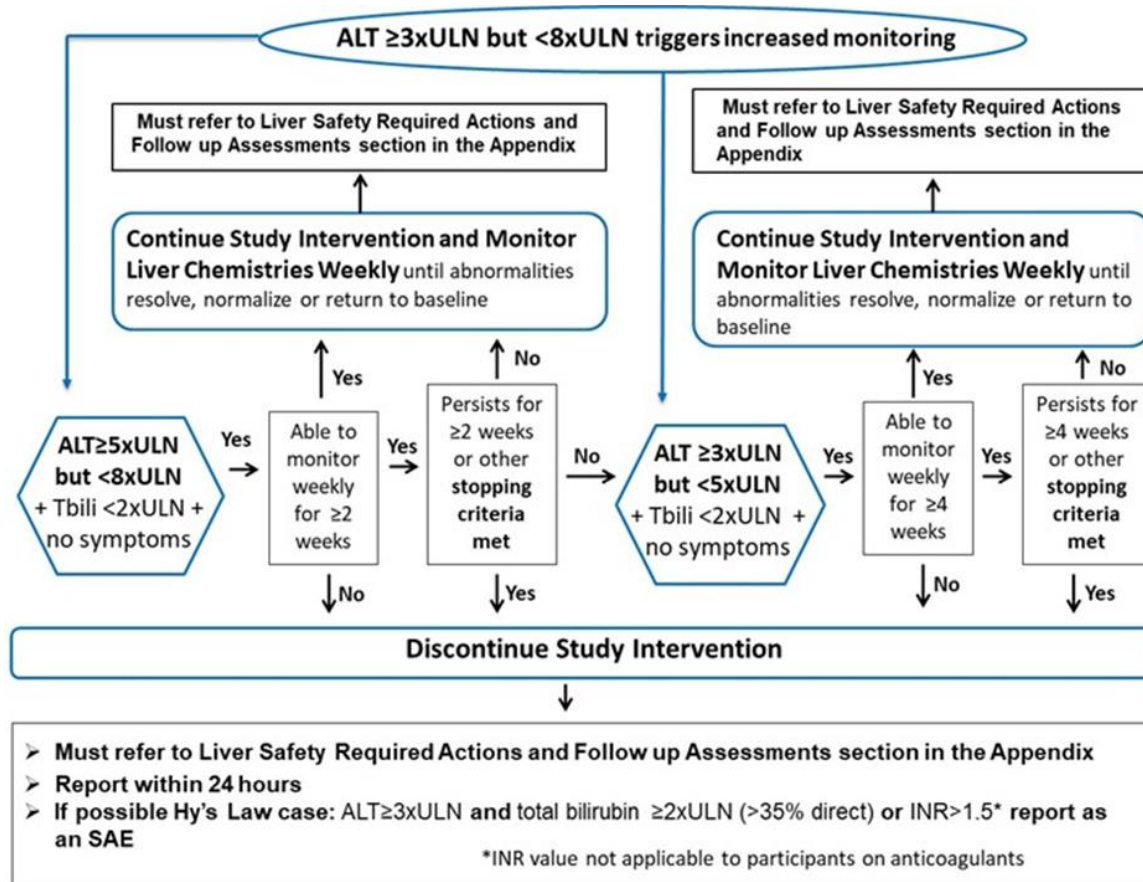 ALT ≥3xULN but <8xULN triggers increased monitoring
Must refer to Liver Safety Required Actions and
Follow up Assessments section in the Appendix
Must refer to Liver Safety Required Actions
and Follow up Assessments section in the
Appendix
Continue Study Intervention and Monitor
Liver Chemistries Weekly until abnormalities
resolve, normalize or return to baseline
Continue Study Intervention and
Monitor Liver Chemistries Weekly until
abnormalities resolve, normalize or return to
baseline
Yes
No
Yes
No
ALT≥5xULN
but <8xULN
+ Tbili <2xULN +
no symptoms
Yes
Able to
monitor
weekly
for ≥2
weeks
Yes
Persists for
≥2 weeks
or other
stopping
criteria
met
No
ALT ≥3xULN
but <5xULN
+ Tbili <2xULN +
no symptoms
Yes
Able to
monitor
weekly
for ≥4
weeks
Yes
Persists for
≥4 weeks
or other
stopping
criteria
met
No
Yes
No
Yes
Discontinue Study Intervention
➢ Must refer to Liver Safety Required Actions and Follow up Assessments section in the Appendix
➢ Report within 24 hours
➢ If possible Hy's Law case: ALT≥3xULN and total bilirubin ≥2xULN (>35% direct) or INR>1.5* report as
an SAE
*INR value not applicable to participants on anticoagulants